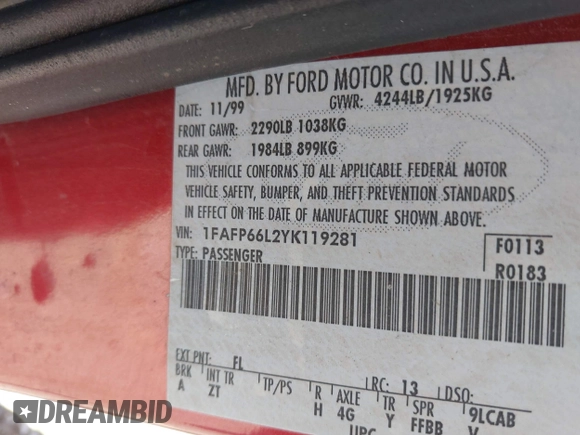 MFD. BY FORD MOTOR CO. IN U.S.A.
DATE: 11/99 GVWR: 4244LB/1925KG
FRONT GAWR: 2290LB 1038KG
REAR GAWR: 1984LB 899KG
THIS VEHICLE CONFORMS TO ALL APPLICABLE FEDERAL MOTOR
VEHICLE SAFETY, BUMPER, AND THEFT PREVENTION STANDARDS
IN EFFECT ON THE DATE OF MANUFACTURE SHOWN ABOVE.
VIN: 1FAFP66L2YK119281 F0113
TYPE: PASSENGER R0183
EXT PNT: FL RC: 13 DSO:
BRK INT TR TP/PS R AXLE TR SPR 9LCAB
A ZT H 4G Y FFBB
DREAMBID